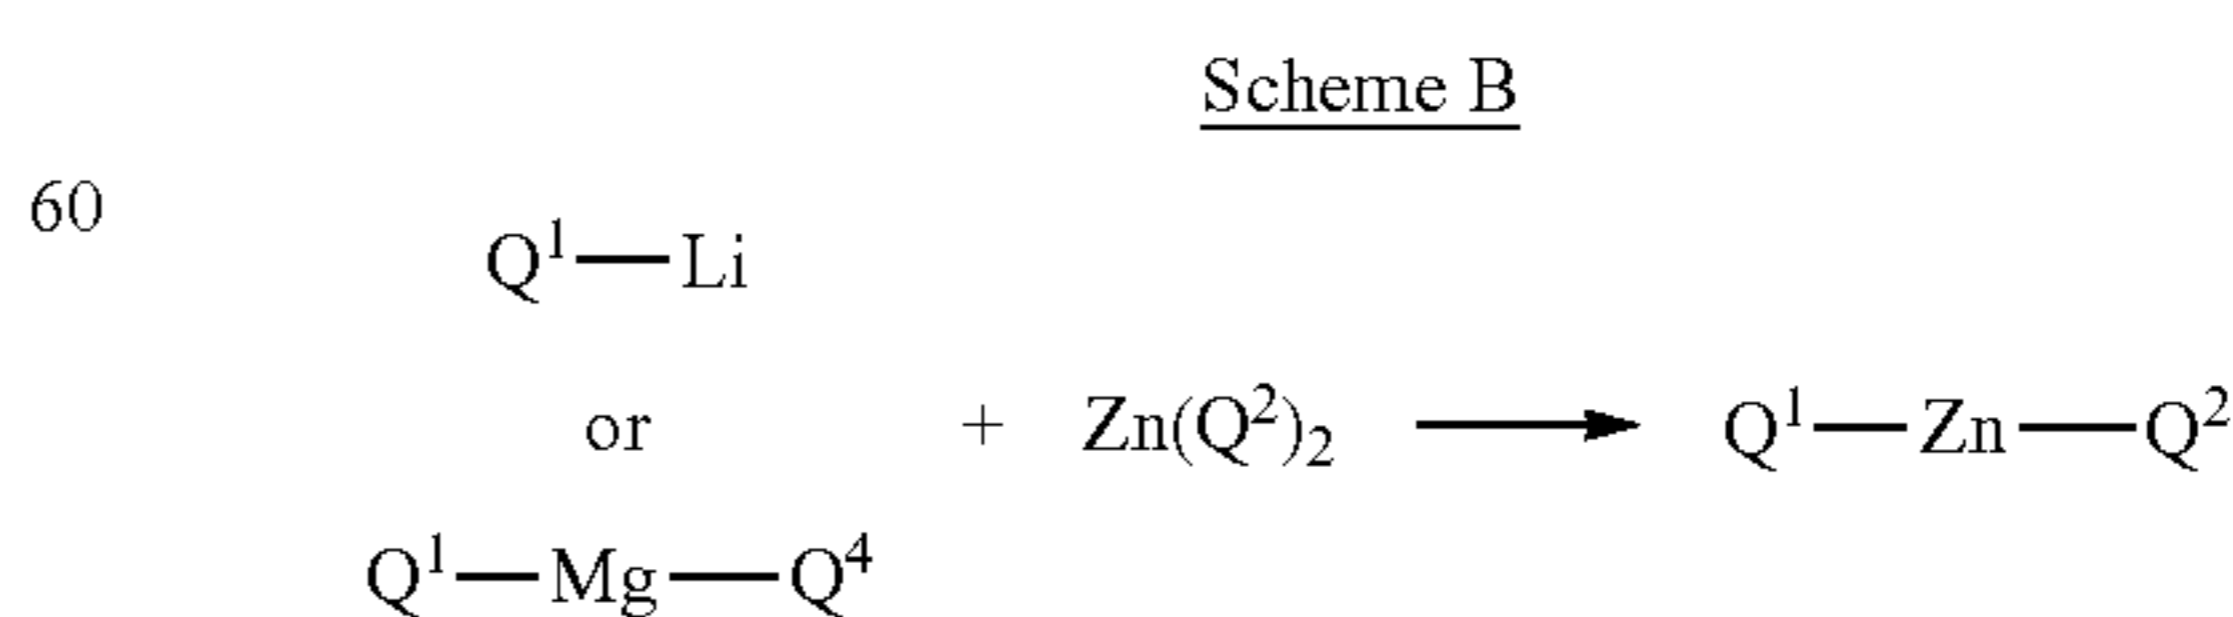 Scheme B
60
Q¹—Li
or + Zn(Q²)₂ ⟶ Q¹—Zn—Q²
Q¹—Mg—Q⁴